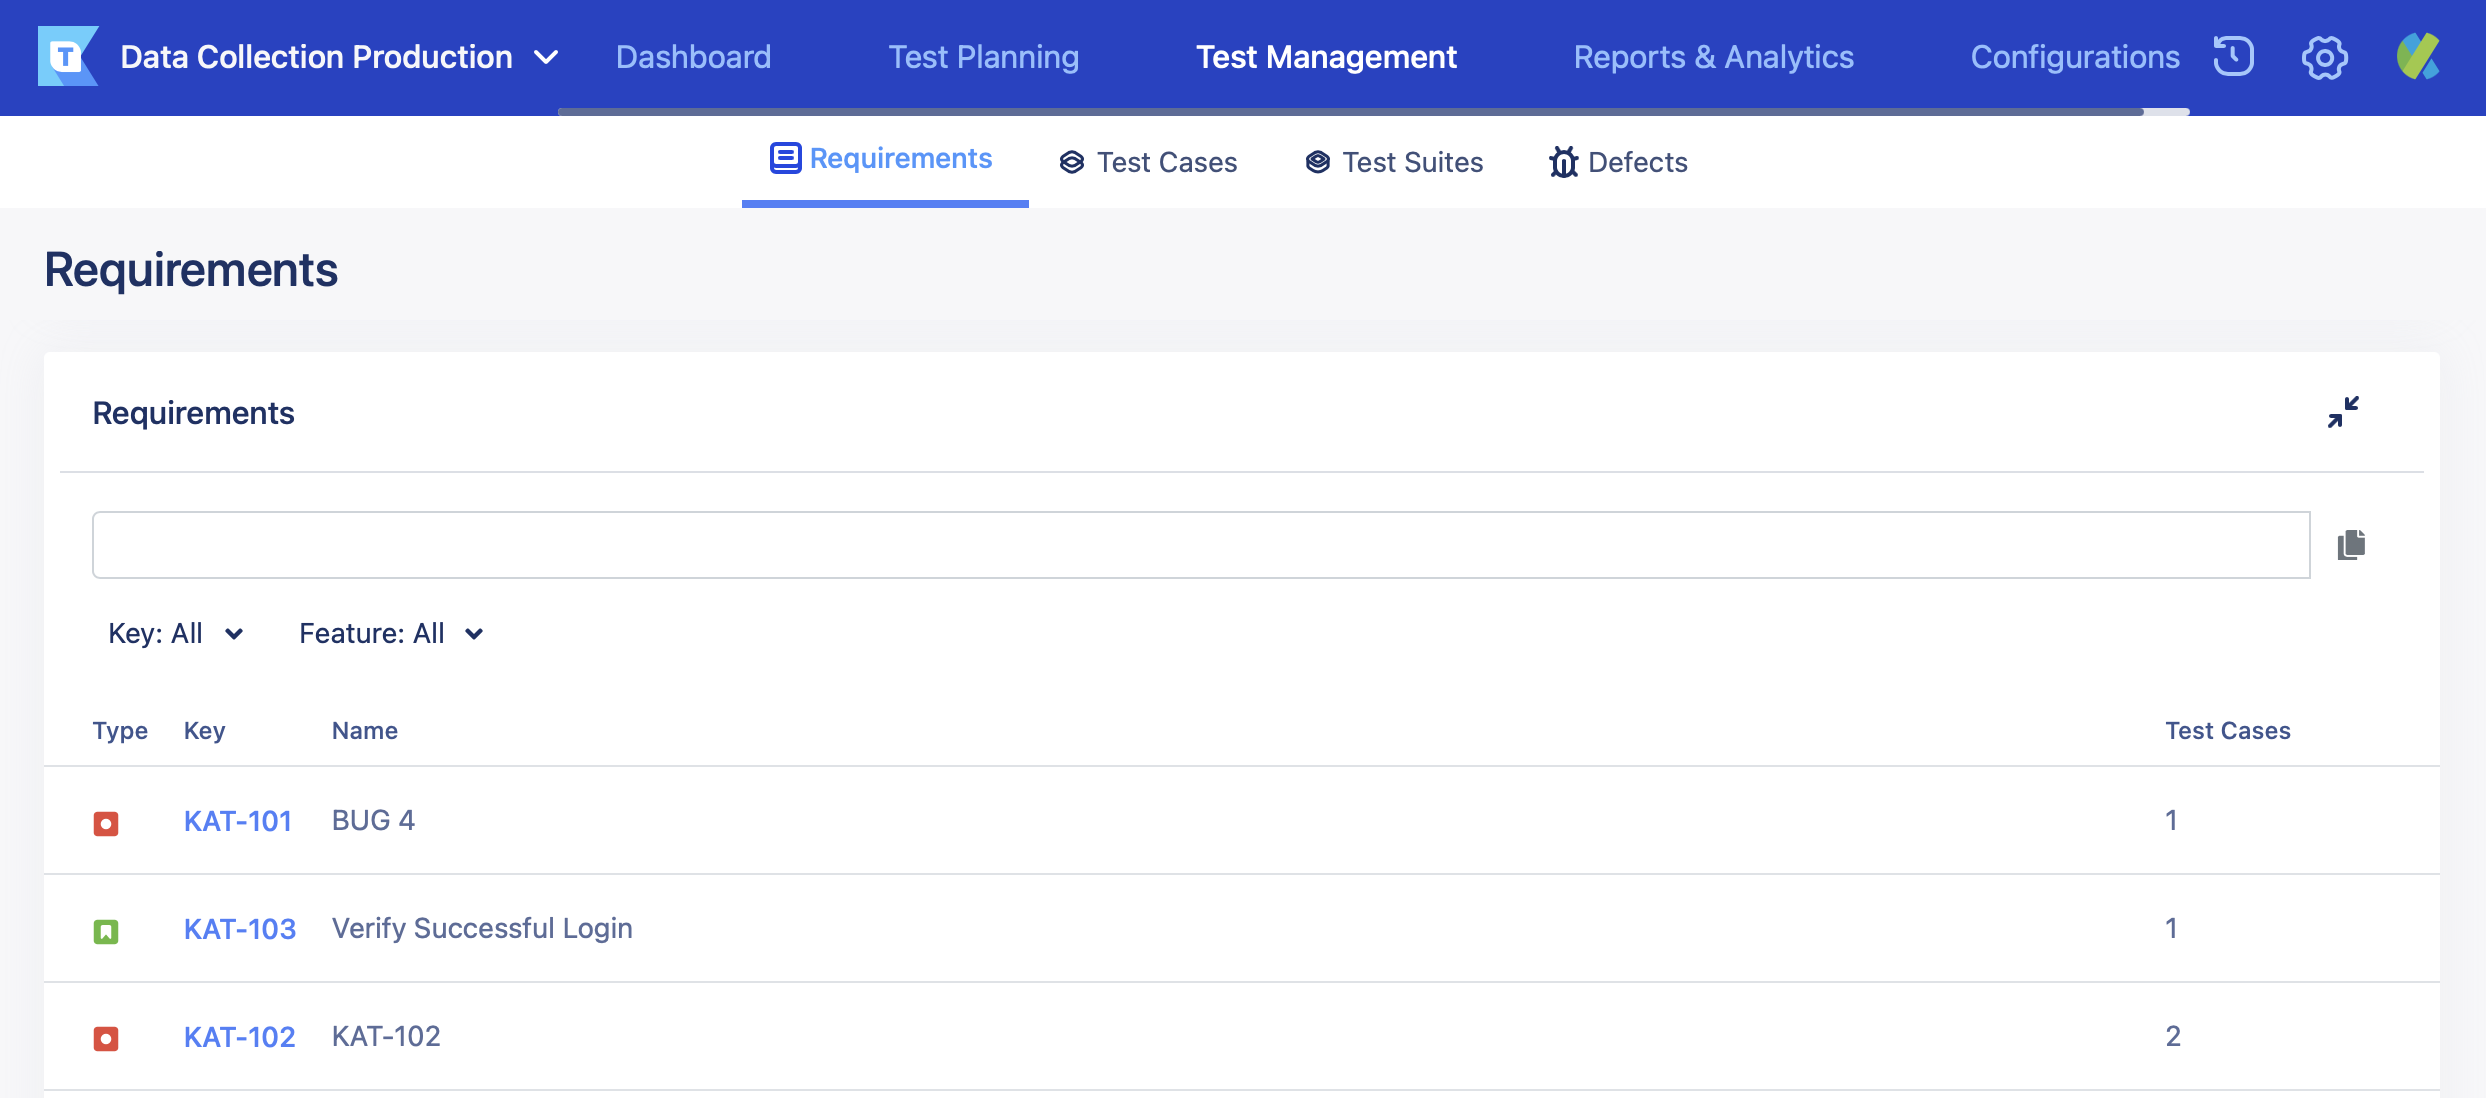 T Data Collection Production Dashboard Test Planning Test Management Reports & Analytics Configurations
Requirements Test Cases Test Suites Defects
Requirements
Requirements
Key: All Feature: All
Type Key Name Test Cases
KAT-101 BUG 4 1
KAT-103 Verify Successful Login 1
KAT-102 KAT-102 2